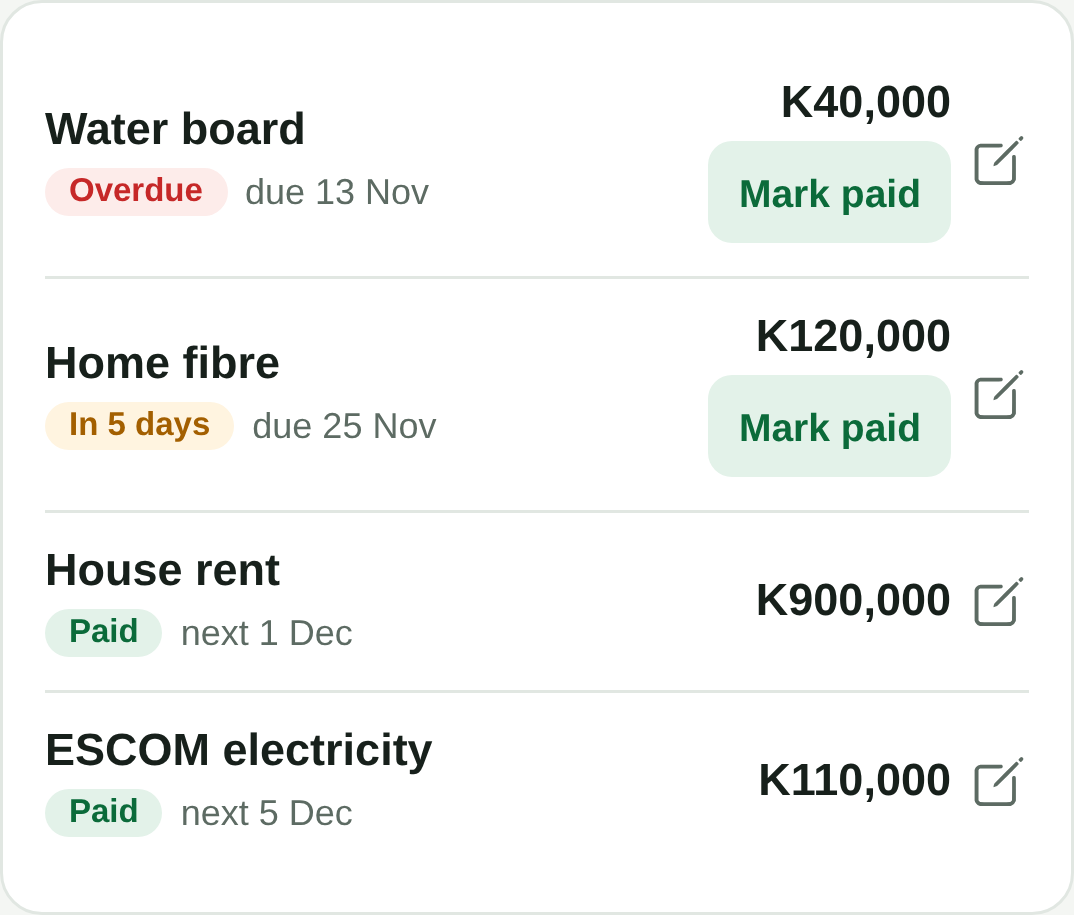 Water board
Overdue due 13 Nov
K40,000
Mark paid
Home fibre
In 5 days due 25 Nov
K120,000
Mark paid
House rent
Paid next 1 Dec
K900,000
ESCOM electricity
Paid next 5 Dec
K110,000